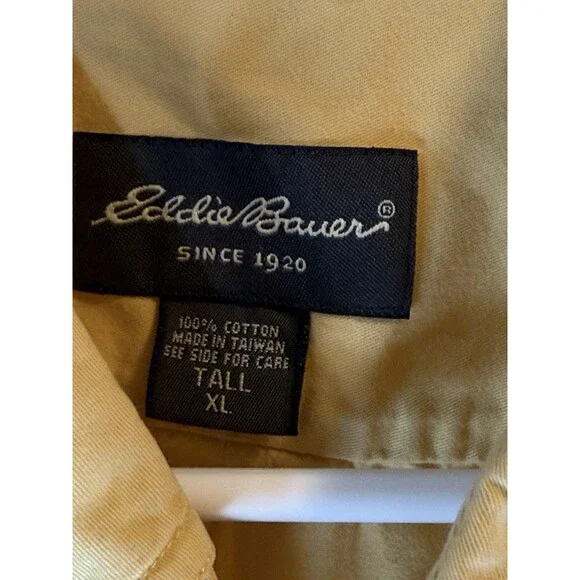 Eddie Bauer®
SINCE 1920
100% COTTON
MADE IN TAIWAN
SEE SIDE FOR CARE
TALL
XL